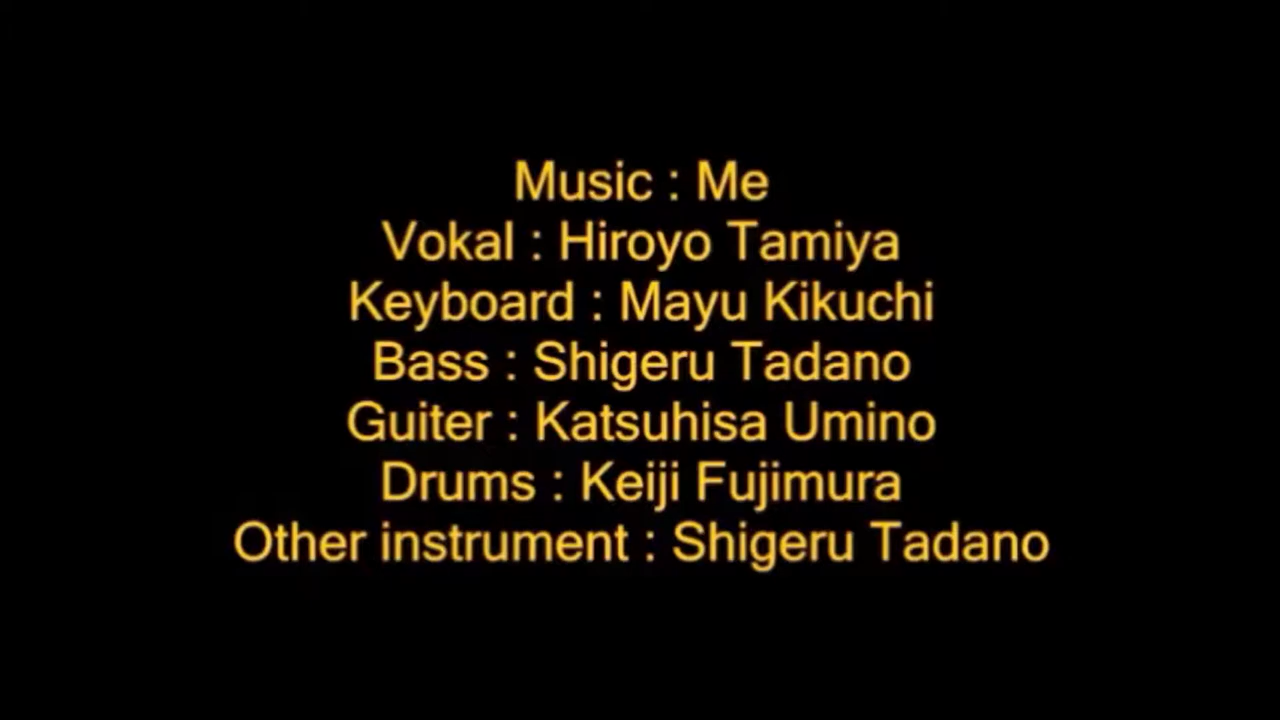 Music : Me
Vokal : Hiroyo Tamiya
Keyboard : Mayu Kikuchi
Bass : Shigeru Tadano
Guiter : Katsuhisa Umino
Drums : Keiji Fujimura
Other instrument : Shigeru Tadano